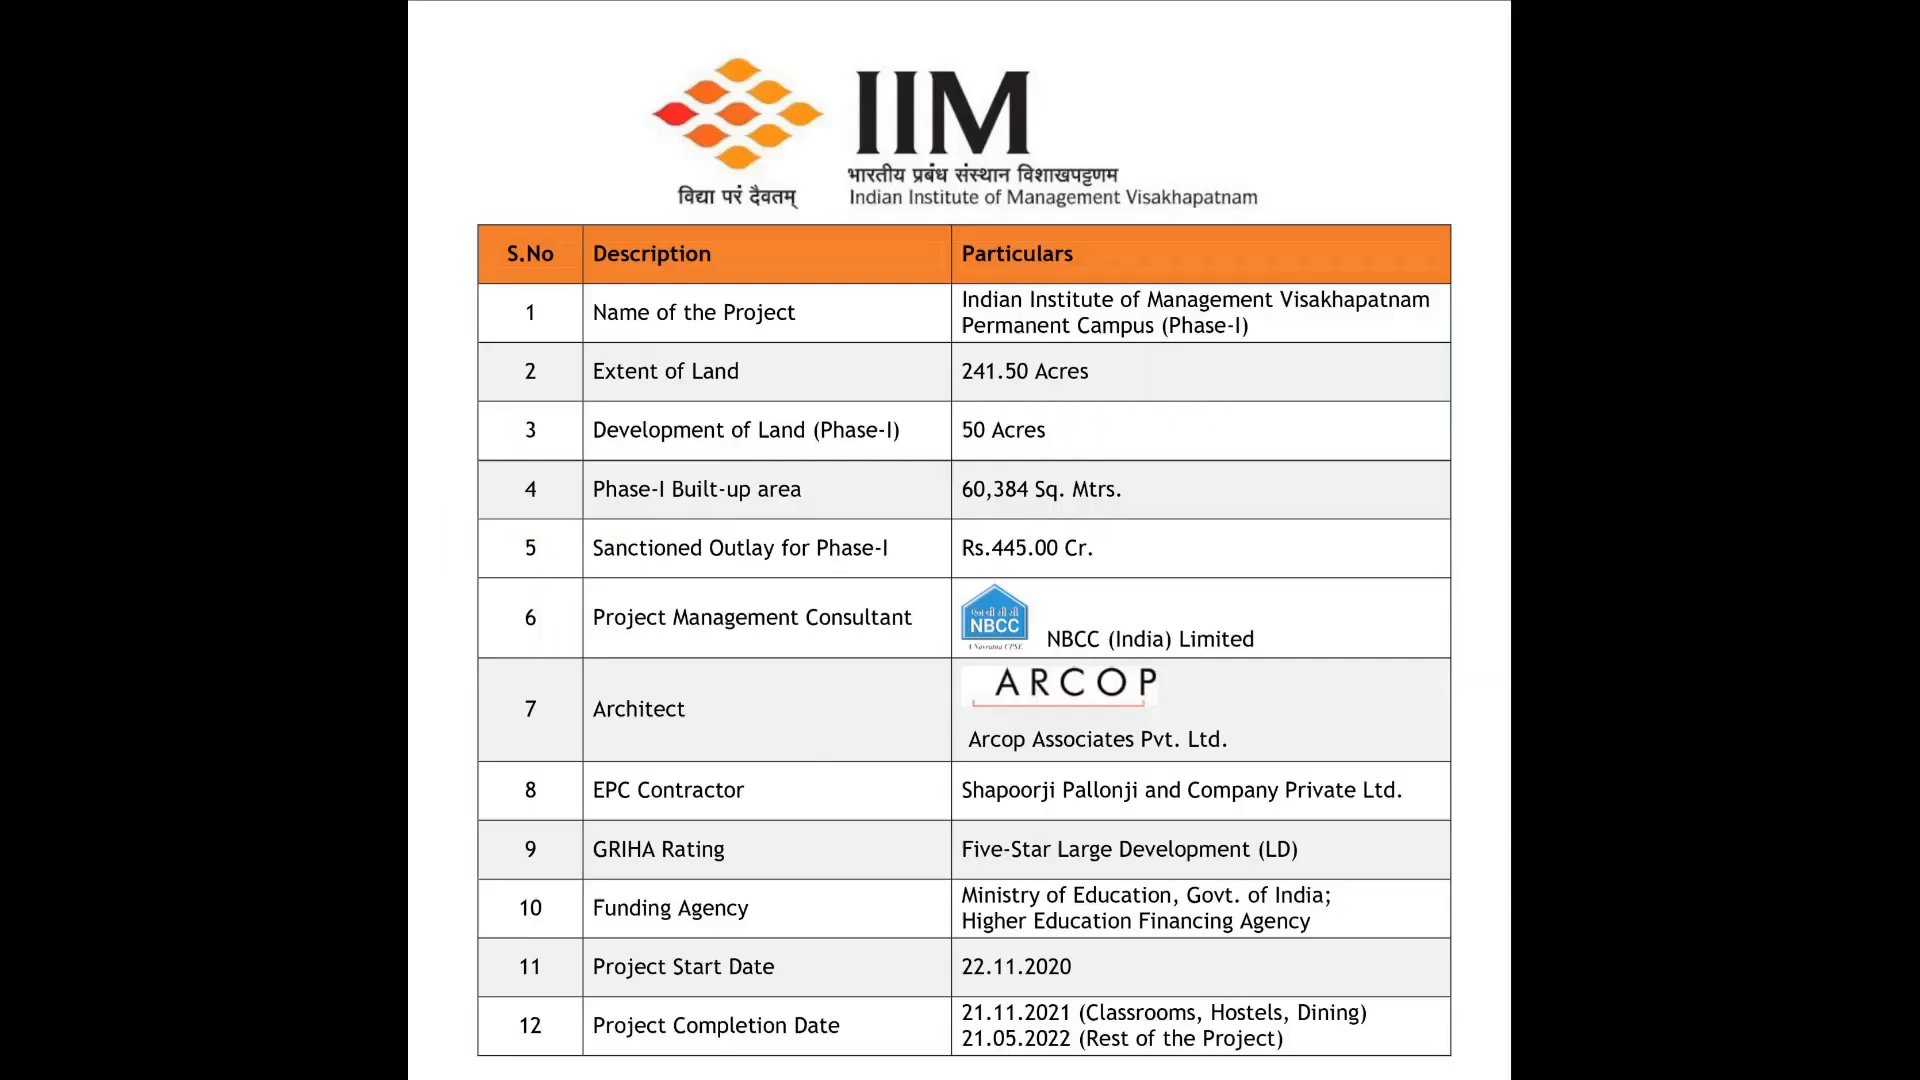 IIM
भारतीय प्रबंध संस्थान विशाखपट्टणम
विद्या परं दैवतम्
Indian Institute of Management Visakhapatnam
S.No Description Particulars
1 Name of the Project Indian Institute of Management Visakhapatnam
Permanent Campus (Phase-I)
2 Extent of Land 241.50 Acres
3 Development of Land (Phase-I) 50 Acres
4 Phase-I Built-up area 60,384 Sq. Mtrs.
5 Sanctioned Outlay for Phase-I Rs.445.00 Cr.
6 Project Management Consultant
एन बी सी सी
NBCC
A Navratna CPSE
NBCC (India) Limited
7 Architect
ARCOP
Arcop Associates Pvt. Ltd.
8 EPC Contractor Shapoorji Pallonji and Company Private Ltd.
9 GRIHA Rating Five-Star Large Development (LD)
10 Funding Agency Ministry of Education, Govt. of India;
Higher Education Financing Agency
11 Project Start Date 22.11.2020
12 Project Completion Date 21.11.2021 (Classrooms, Hostels, Dining)
21.05.2022 (Rest of the Project)